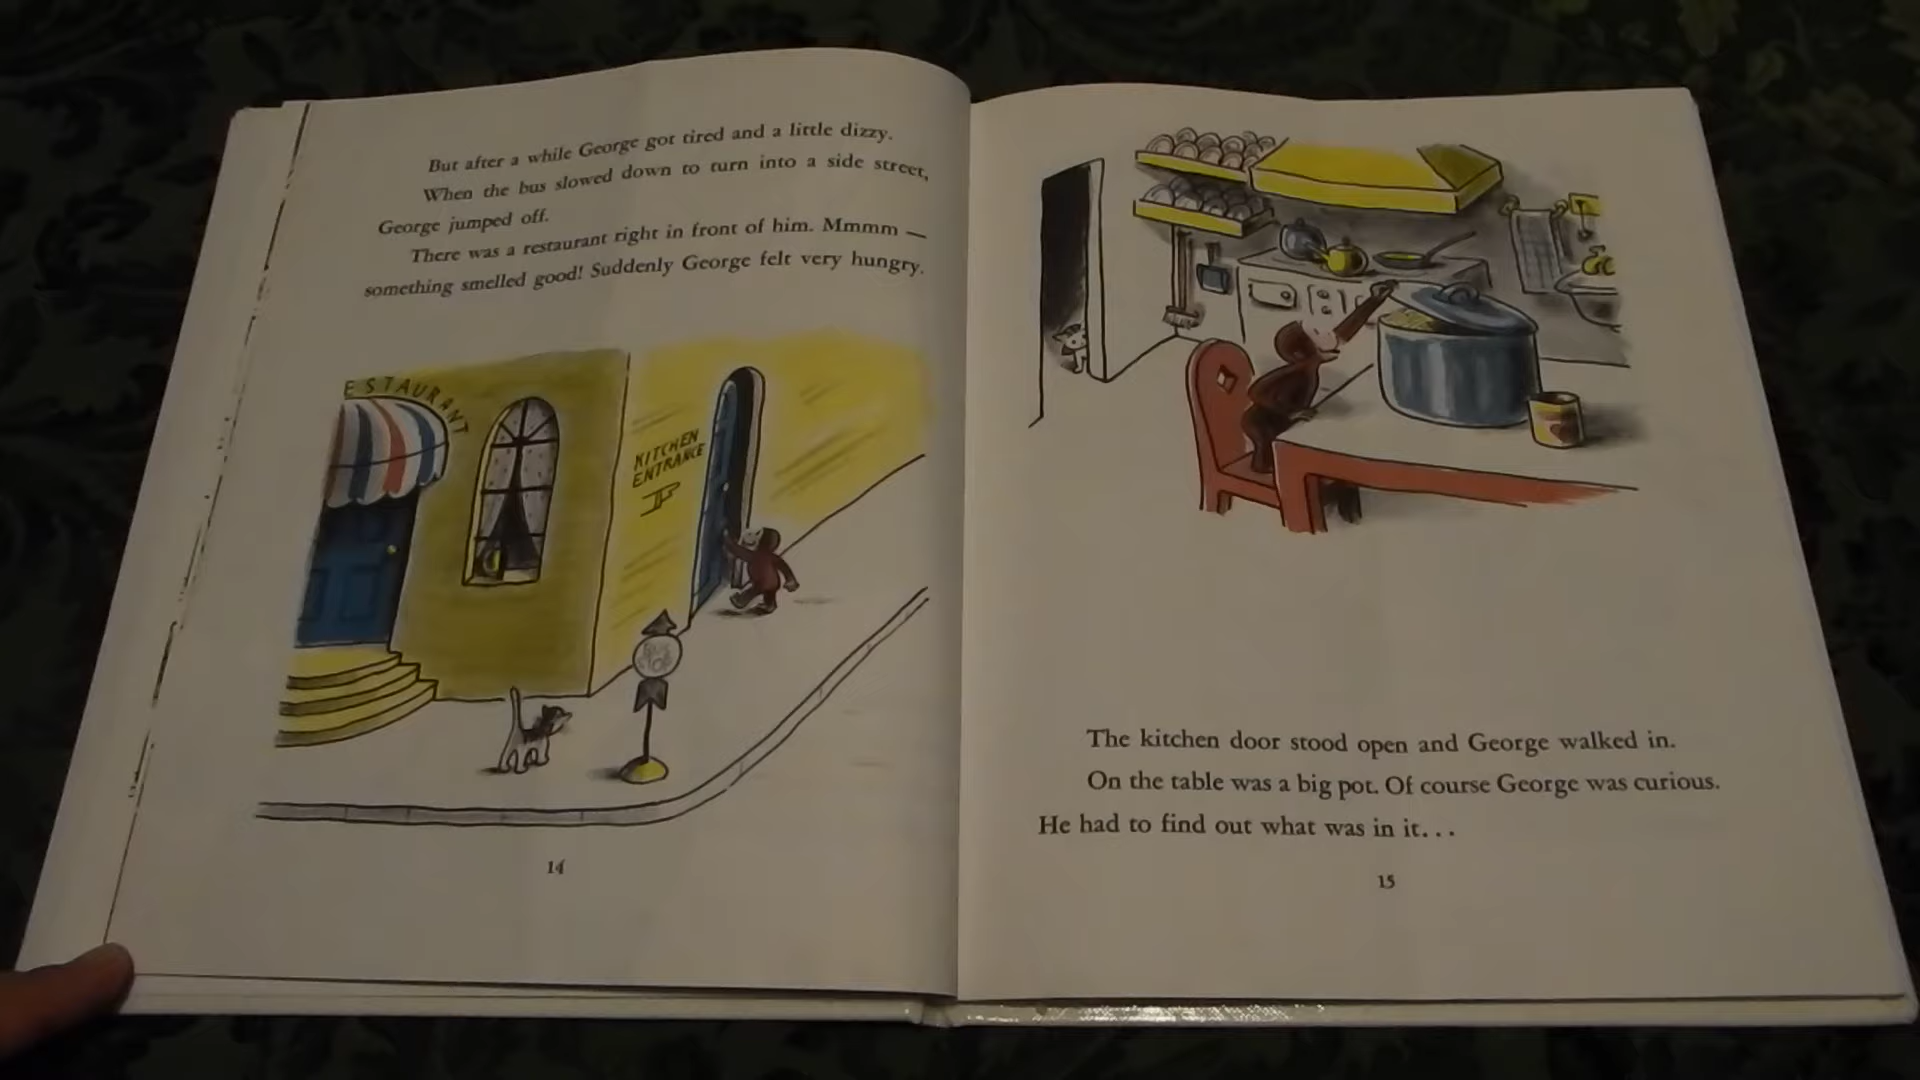 But after a while George got tired and a little dizzy.
When the bus slowed down to turn into a side street,
George jumped off.
There was a restaurant right in front of him. Mmmm —
something smelled good! Suddenly George felt very hungry.
ESTAURANT
KITCHEN
ENTRANCE
BUS
STOP
14
The kitchen door stood open and George walked in.
On the table was a big pot. Of course George was curious.
He had to find out what was in it...
15